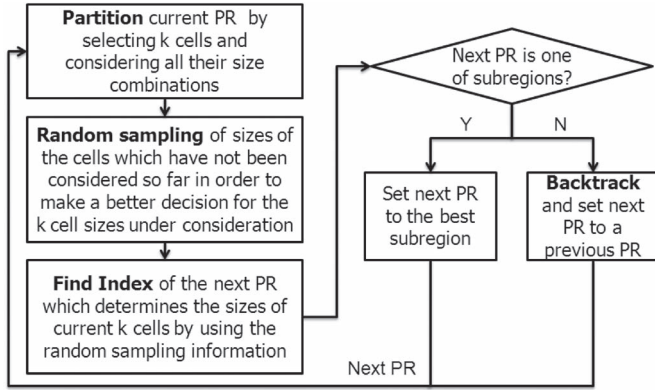 Partition current PR by
selecting k cells and
considering all their size
combinations
Random sampling of sizes of
the cells which have not been
considered so far in order to
make a better decision for the
k cell sizes under consideration
Find Index of the next PR
which determines the sizes of
current k cells by using the
random sampling information
Next PR is one
of subregions?
Y
N
Set next PR
to the best
subregion
Backtrack
and set next
PR to a
previous PR
Next PR